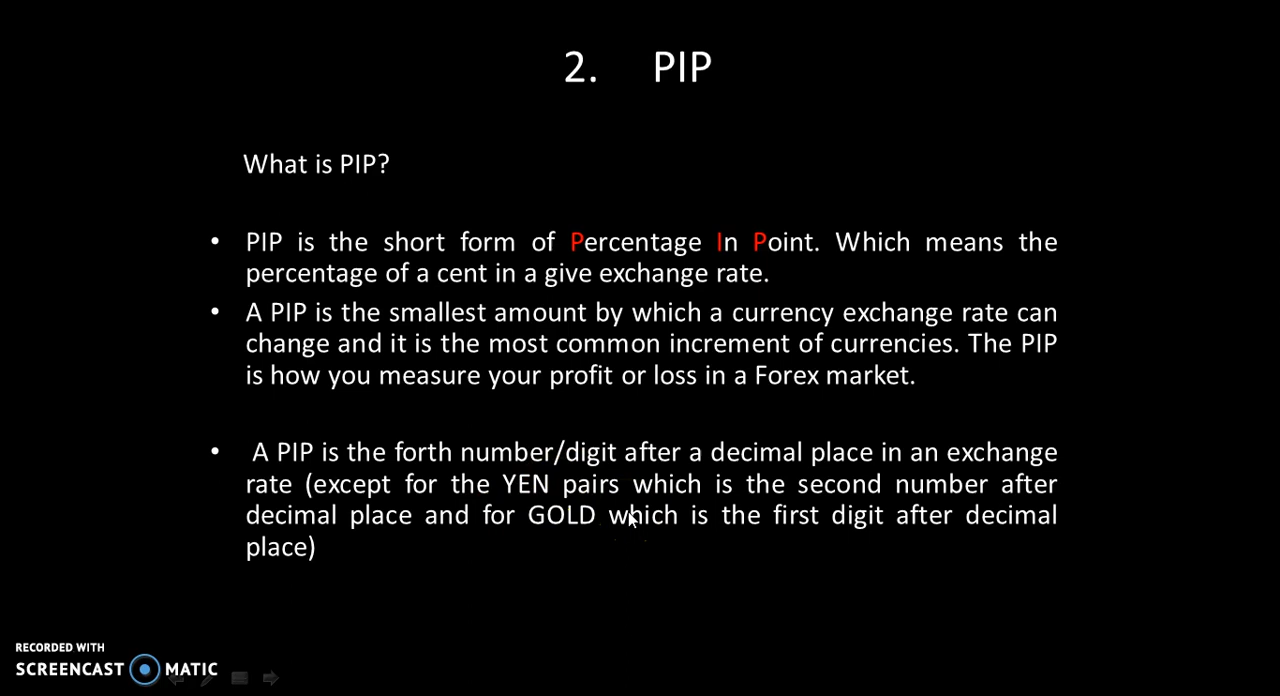 2. PIP
What is PIP?
• PIP is the short form of Percentage In Point. Which means the
percentage of a cent in a give exchange rate.
• A PIP is the smallest amount by which a currency exchange rate can
change and it is the most common increment of currencies. The PIP
is how you measure your profit or loss in a Forex market.
• A PIP is the forth number/digit after a decimal place in an exchange
rate (except for the YEN pairs which is the second number after
decimal place and for GOLD which is the first digit after decimal
place)
RECORDED WITH
SCREENCAST MATIC